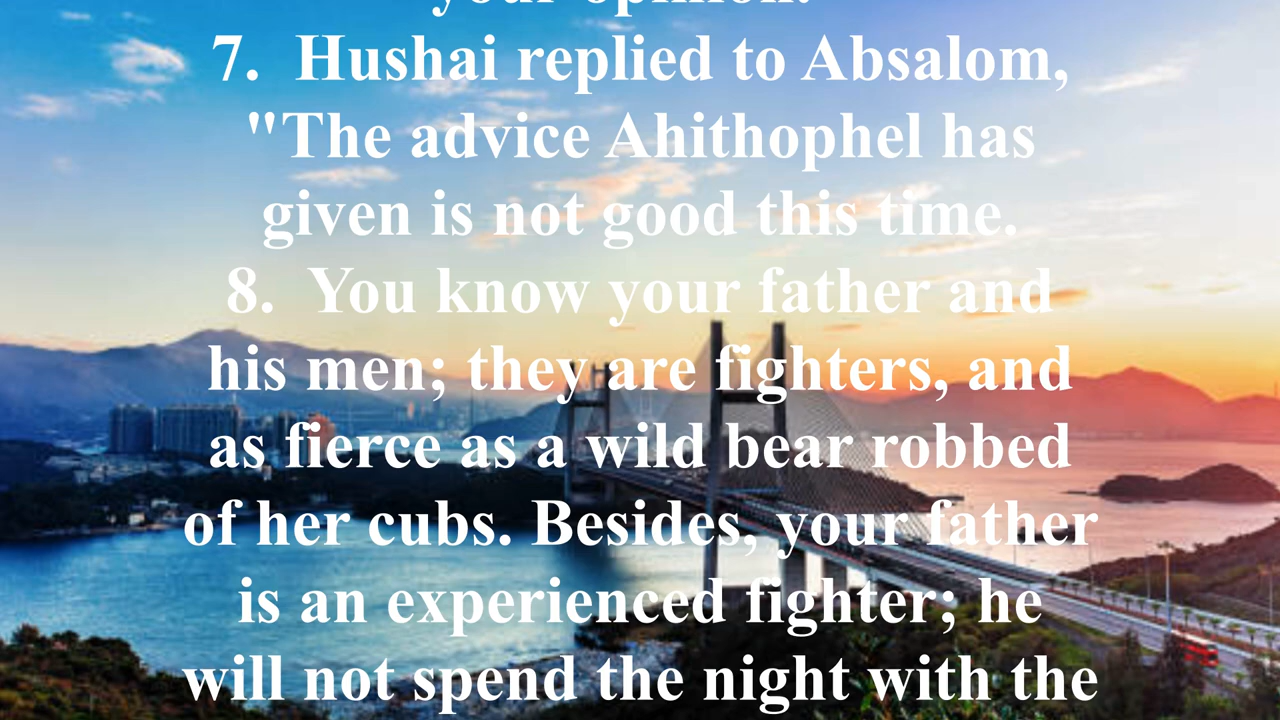 your opinion."
7. Hushai replied to Absalom,
"The advice Ahithophel has
given is not good this time.
8. You know your father and
his men; they are fighters, and
as fierce as a wild bear robbed
of her cubs. Besides, your father
is an experienced fighter; he
will not spend the night with the